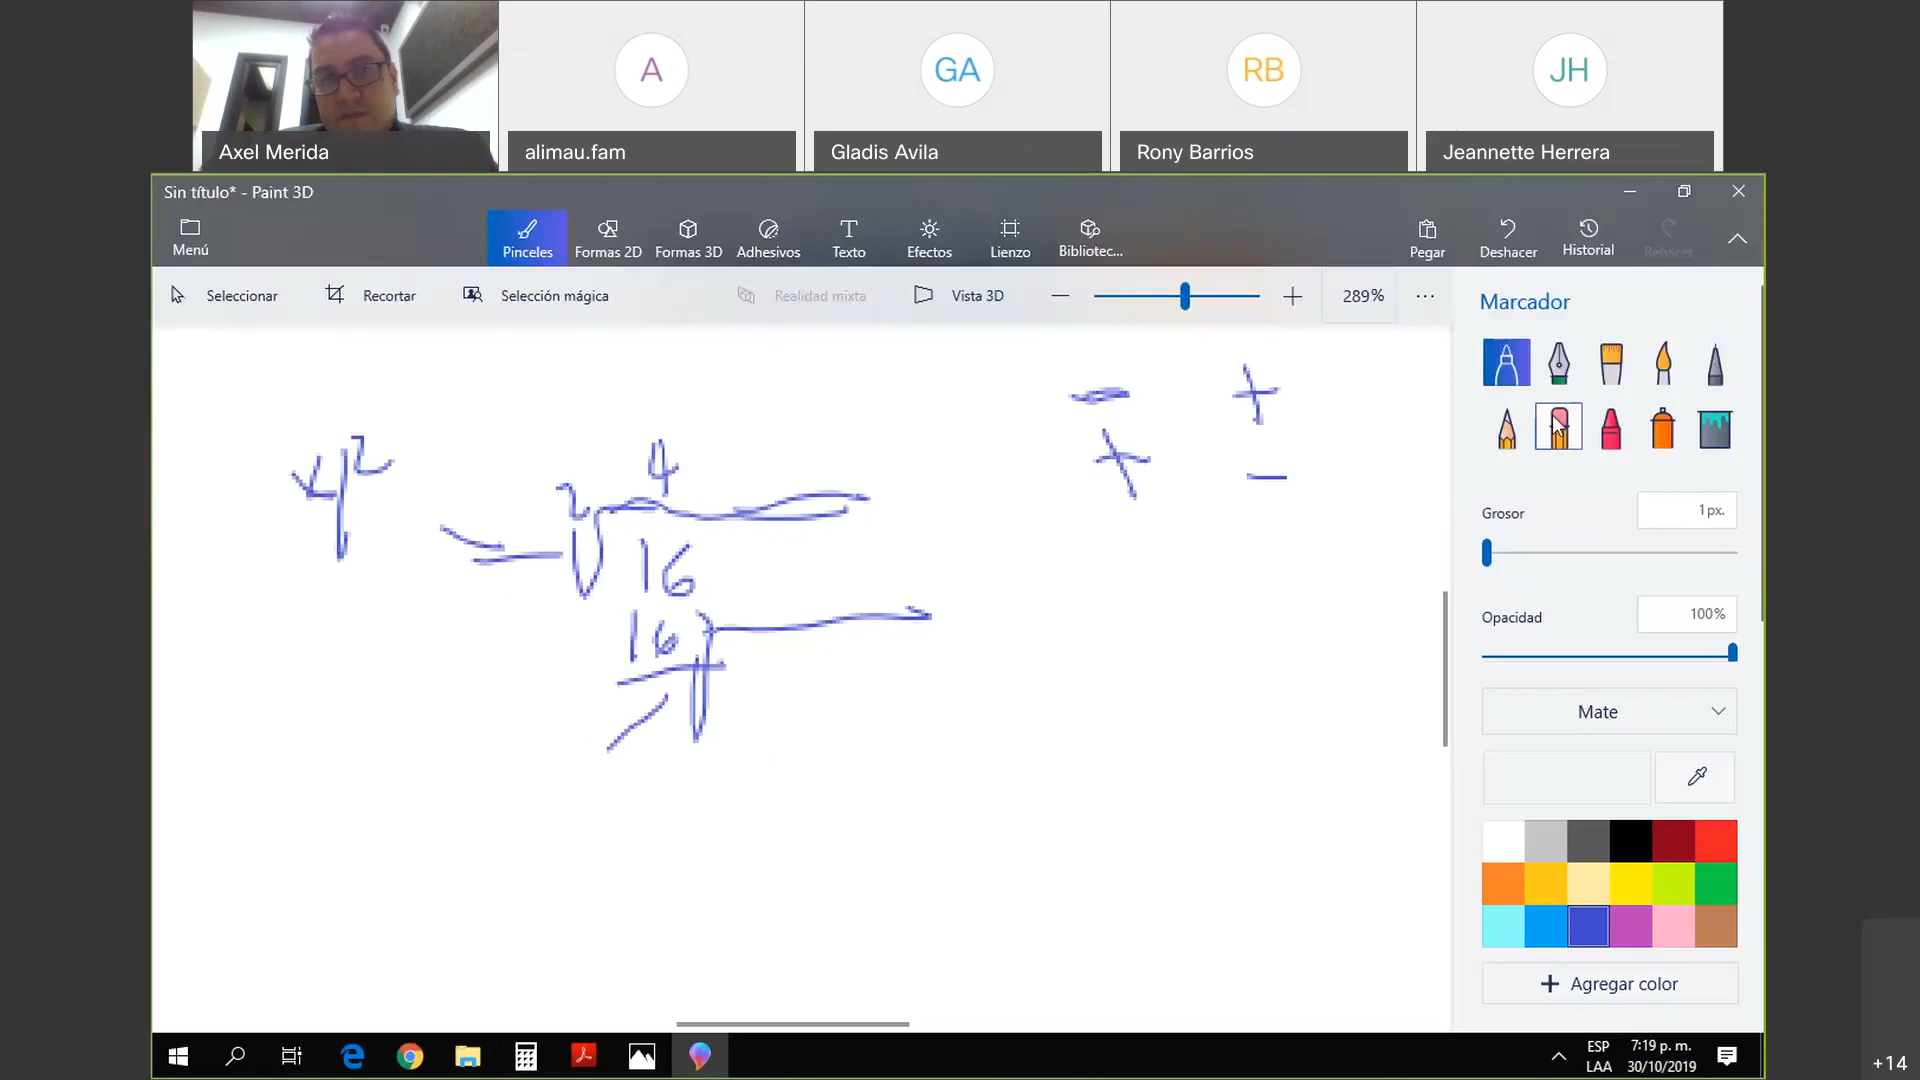 A
GA
RB
JH
Axel Merida
alimau.fam
Gladis Avila
Rony Barrios
Jeannette Herrera
Sin título* - Paint 3D
Menú
Pinceles
Formas 2D
Formas 3D
Adhesivos
Texto
Efectos
Lienzo
Bibliotec...
Pegar
Deshacer
Historial
Rehacer
Seleccionar
Recortar
Selección mágica
Realidad mixta
Vista 3D
289%
Marcador
Grosor
1px.
Opacidad
100%
Mate
Agregar color
- +
+ -
4²
4
2
16
16
ESP
LAA
7:19 p. m.
30/10/2019
+14